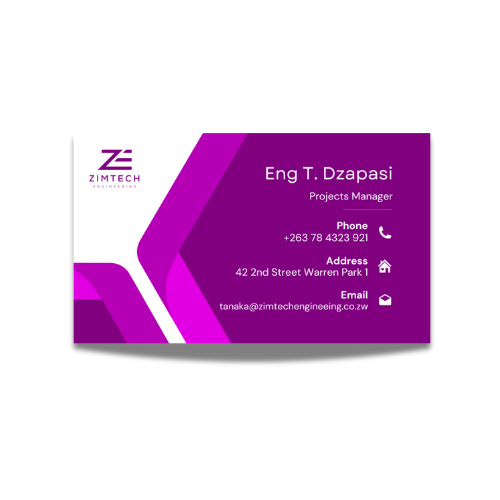 ZE
ZIMTECH
ENGINEERING
Eng T. Dzapasi
Projects Manager
Phone
+263 78 4323 921
Address
42 2nd Street Warren Park 1
Email
tanaka@zimtechengineeing.co.zw